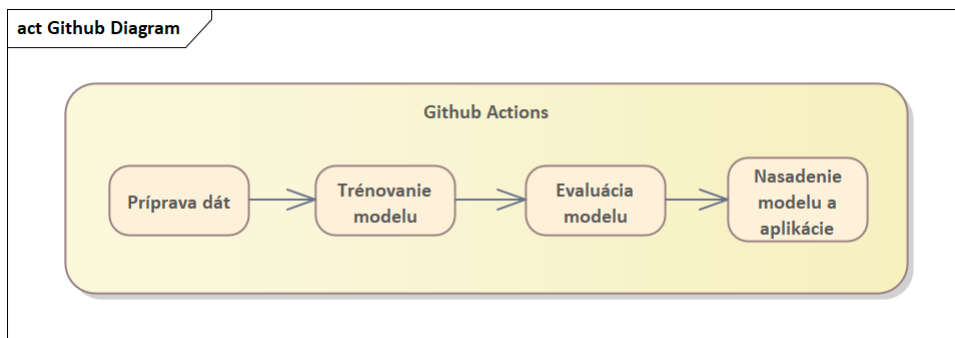 act Github Diagram
Github Actions
Príprava dát
Trénovanie
modelu
Evaluácia
modelu
Nasadenie
modelu a
aplikácie